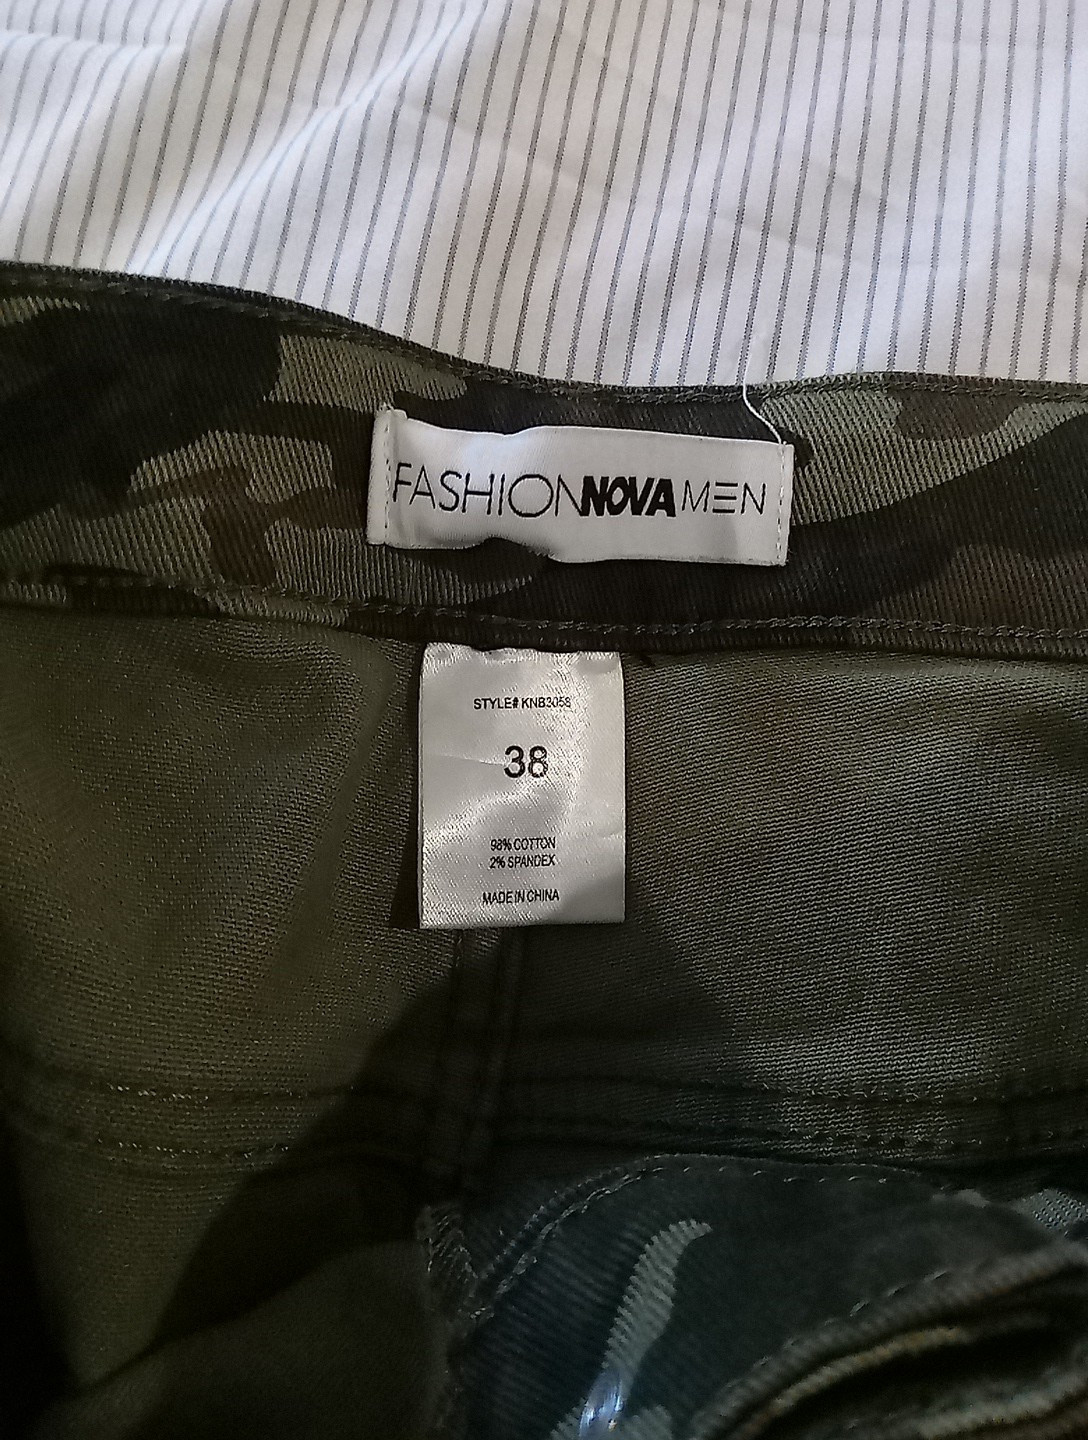 FASHIONNOVAMEN
STYLE# KNB3058
38
98% COTTON
2% SPANDEX
MADE IN CHINA